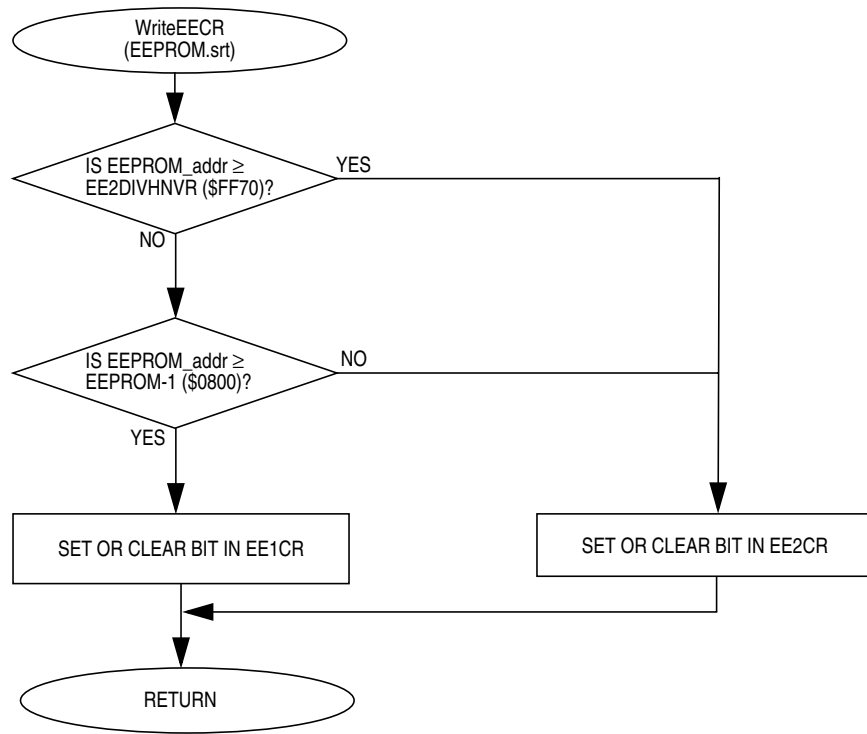 WriteEECR
(EEPROM.srt)
IS EEPROM_addr ≥
EE2DIVHNVR ($FF70)?
YES
NO
IS EEPROM_addr ≥
EEPROM-1 ($0800)?
NO
YES
SET OR CLEAR BIT IN EE1CR
SET OR CLEAR BIT IN EE2CR
RETURN